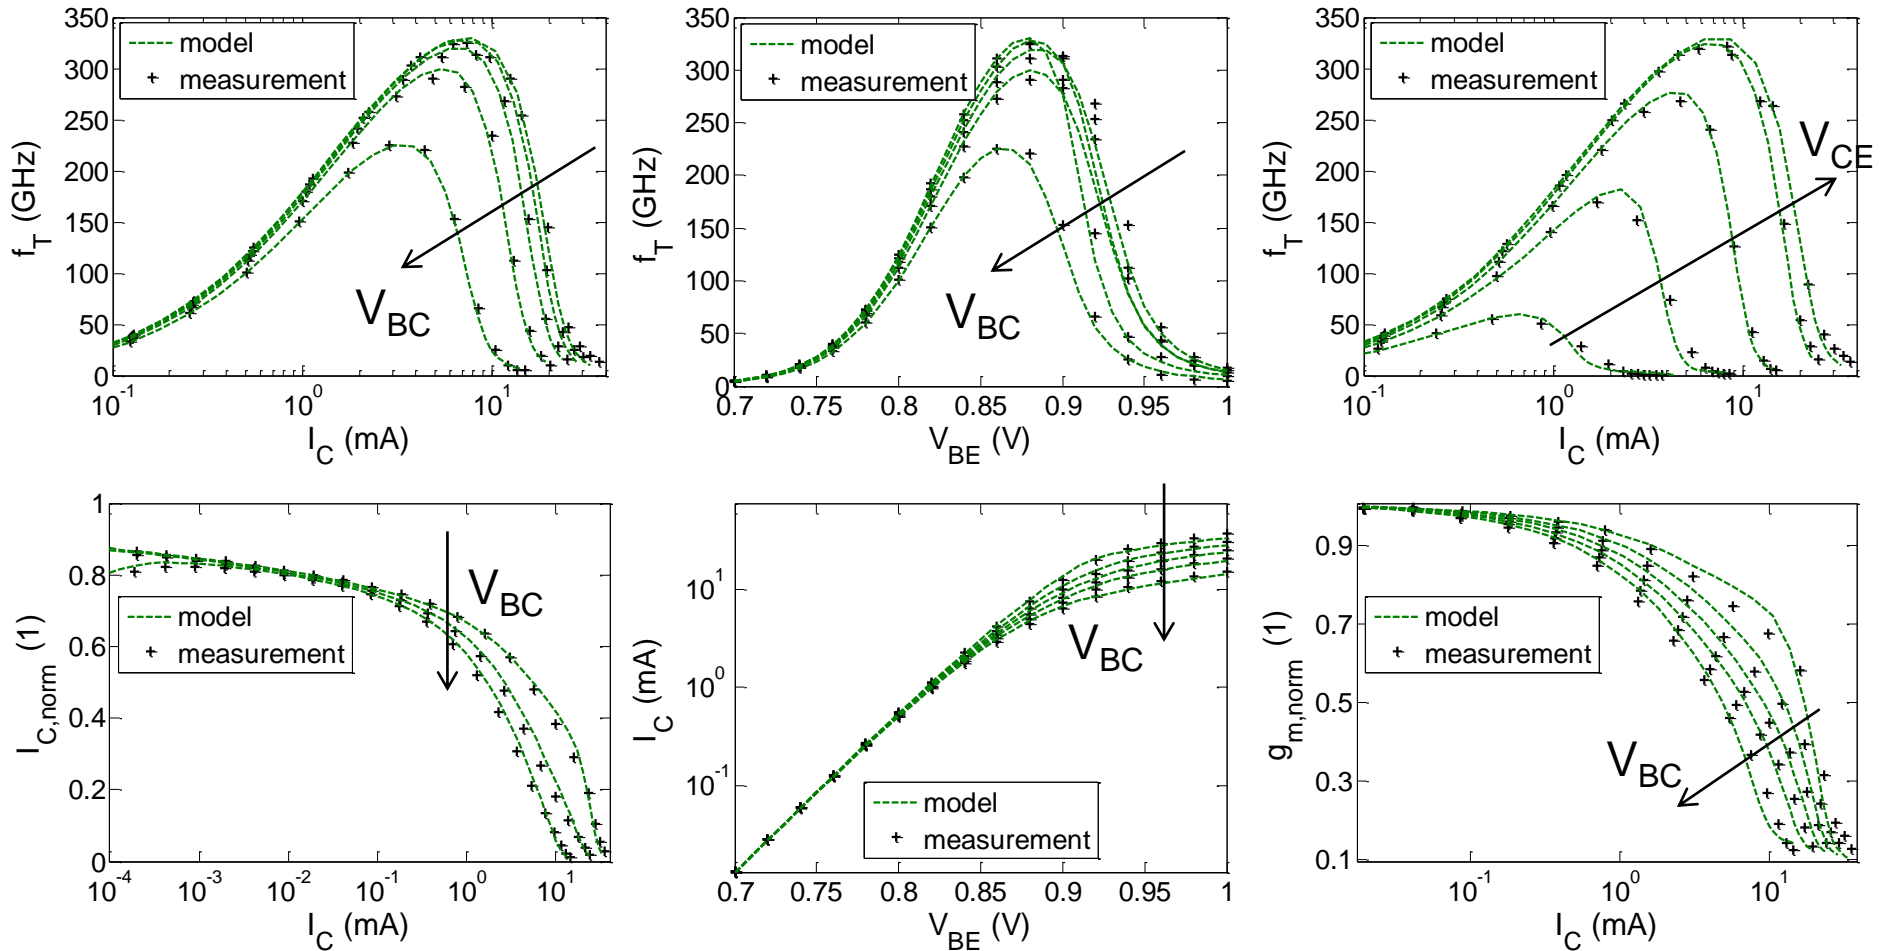 350
300
250
200
150
100
50
0
f_T (GHz)
model
measurement
V_BC
10^-1
10^0
10^1
I_C (mA)
350
300
250
200
150
100
50
0
f_T (GHz)
model
measurement
V_BC
0.7
0.75
0.8
0.85
0.9
0.95
1
V_BE (V)
350
300
250
200
150
100
50
0
f_T (GHz)
model
measurement
V_CE
10^-1
10^0
10^1
I_C (mA)
1
0.8
0.6
0.4
0.2
0
I_C,norm (1)
V_BC
model
measurement
10^-4
10^-3
10^-2
10^-1
10^0
10^1
I_C (mA)
10^1
10^0
10^-1
I_C (mA)
V_BC
model
measurement
0.7
0.75
0.8
0.85
0.9
0.95
1
V_BE (V)
0.9
0.7
0.5
0.3
0.1
g_m,norm (1)
model
measurement
V_BC
10^-1
10^0
10^1
I_C (mA)